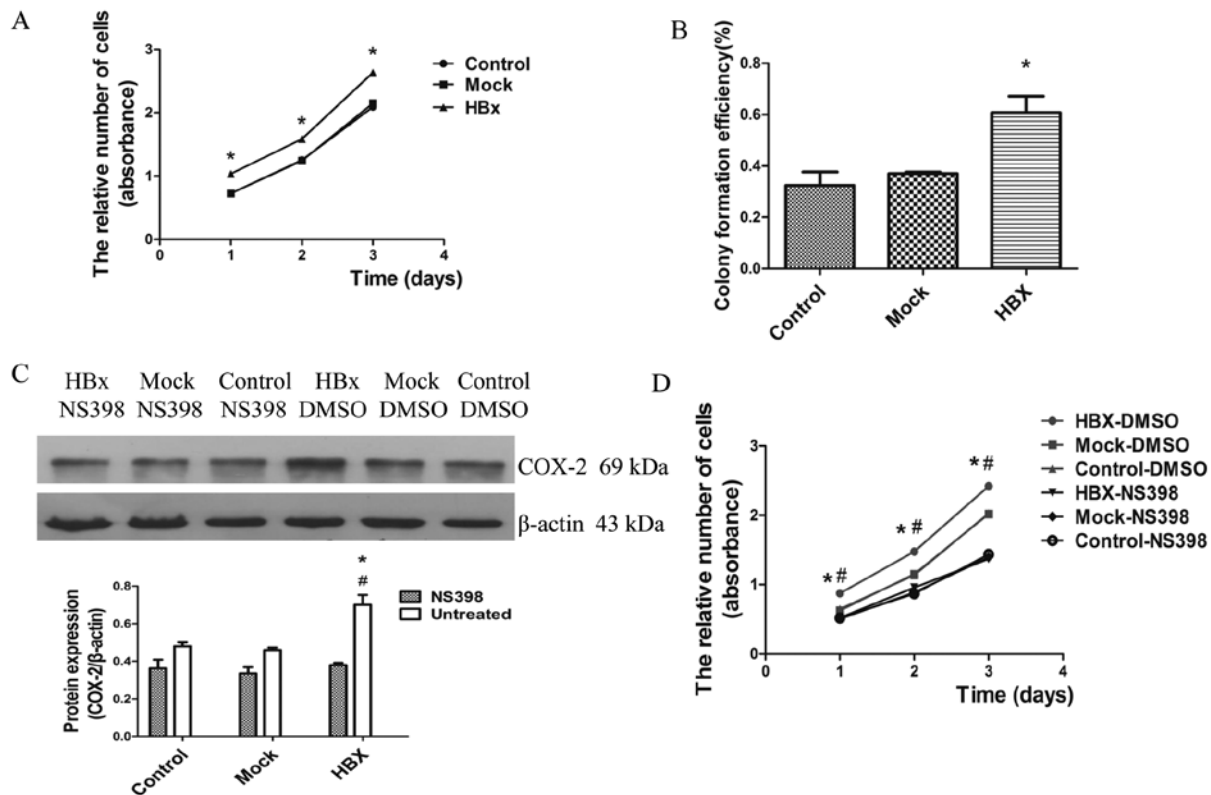 A
The relative number of cells
(absorbance)
3
2
1
0
0 1 2 3 4
Time (days)
* * *
Control
Mock
HBx
B
Colony formation efficiency(%)
0.8
0.6
0.4
0.2
0.0
*
Control Mock HBX
C
HBx Mock Control HBx Mock Control
NS398 NS398 NS398 DMSO DMSO DMSO
COX-2 69 kDa
β-actin 43 kDa
Protein expression
(COX-2/β-actin)
0.8
0.6
0.4
0.2
0.0
*
#
NS398
Untreated
Control Mock HBX
D
The relative number of cells
(absorbance)
3
2
1
0
0 1 2 3 4
Time (days)
*# *# *#
HBX-DMSO
Mock-DMSO
Control-DMSO
HBX-NS398
Mock-NS398
Control-NS398